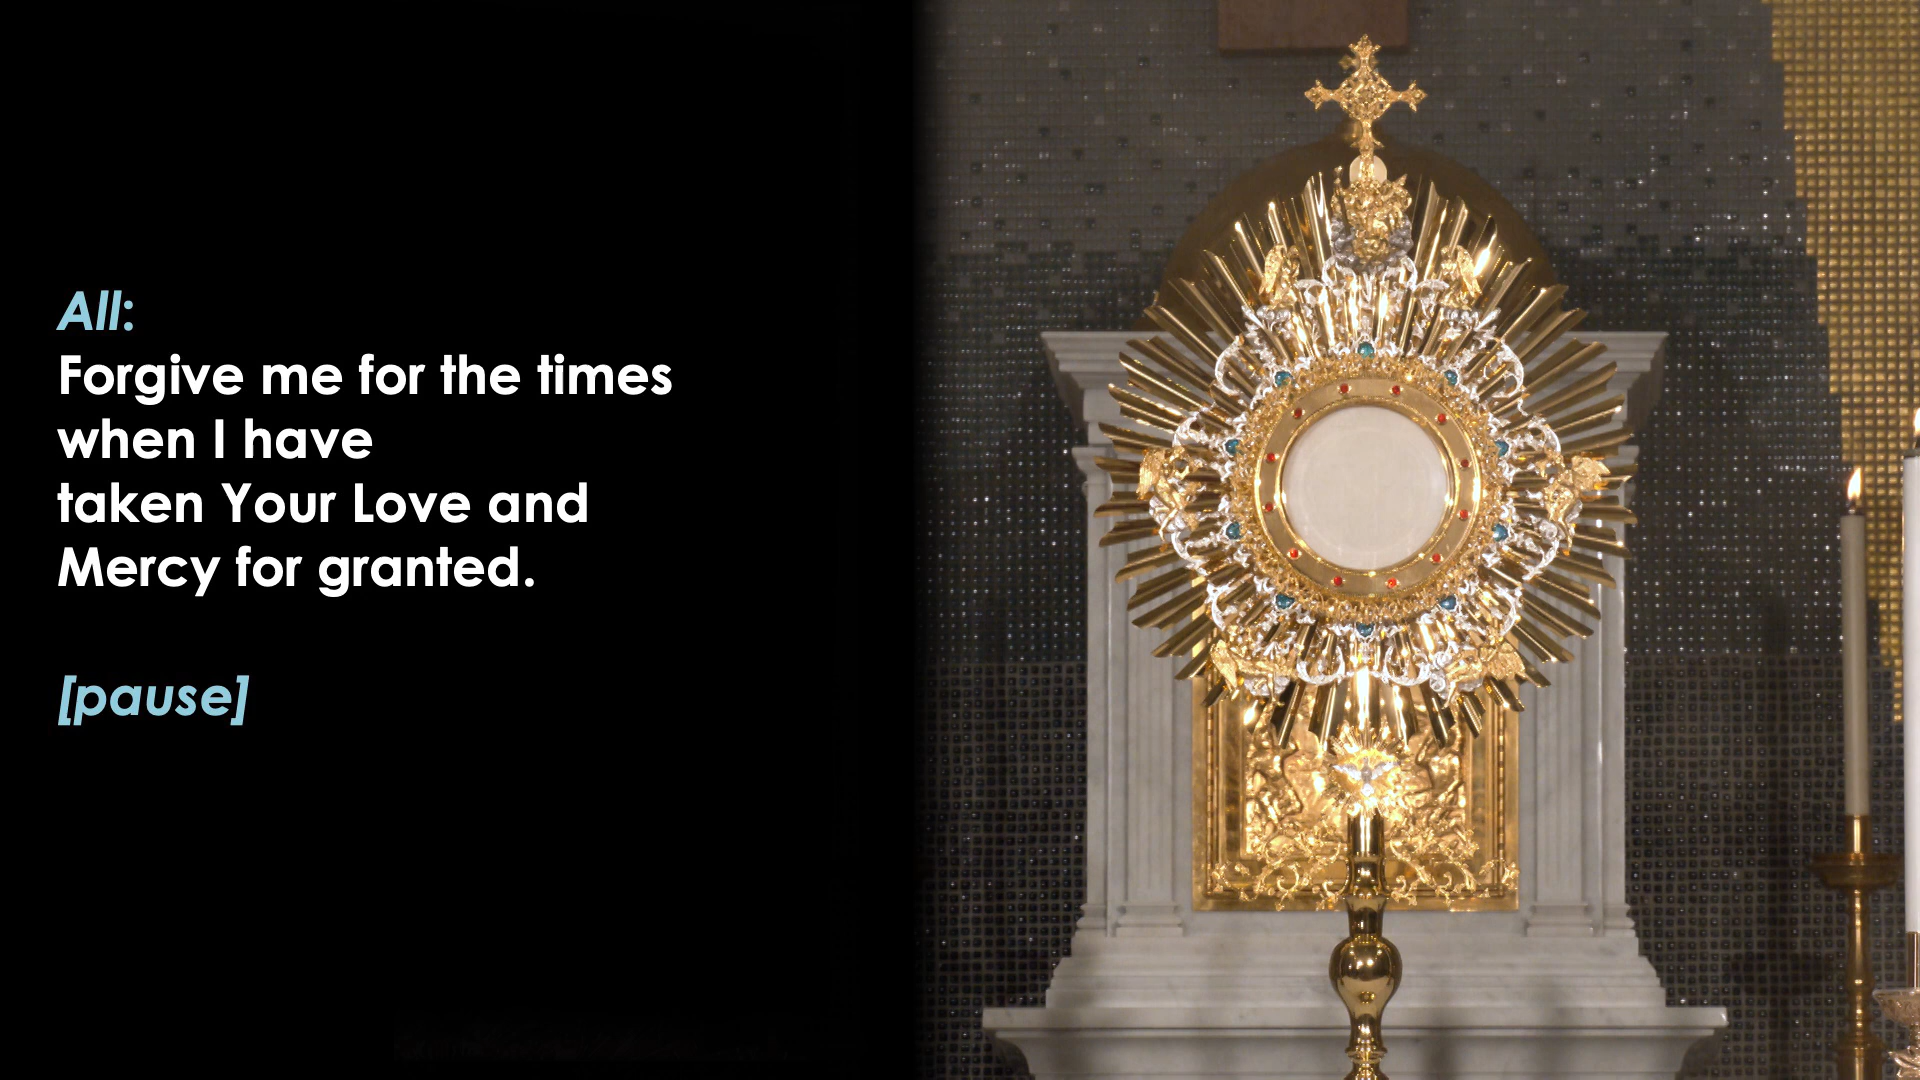 All:
Forgive me for the times
when I have
taken Your Love and
Mercy for granted.
[pause]